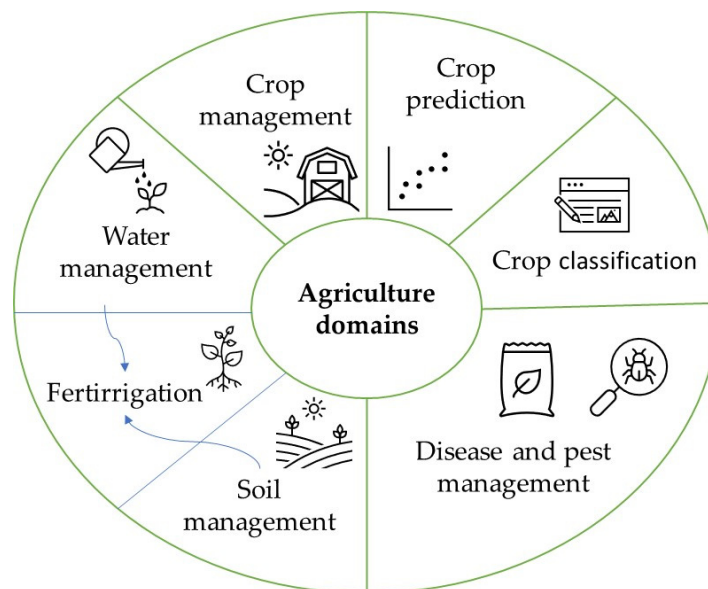 Crop
management
Crop
prediction
Water
management
Crop classification
Agriculture
domains
Fertirrigation
Disease and pest
management
Soil
management